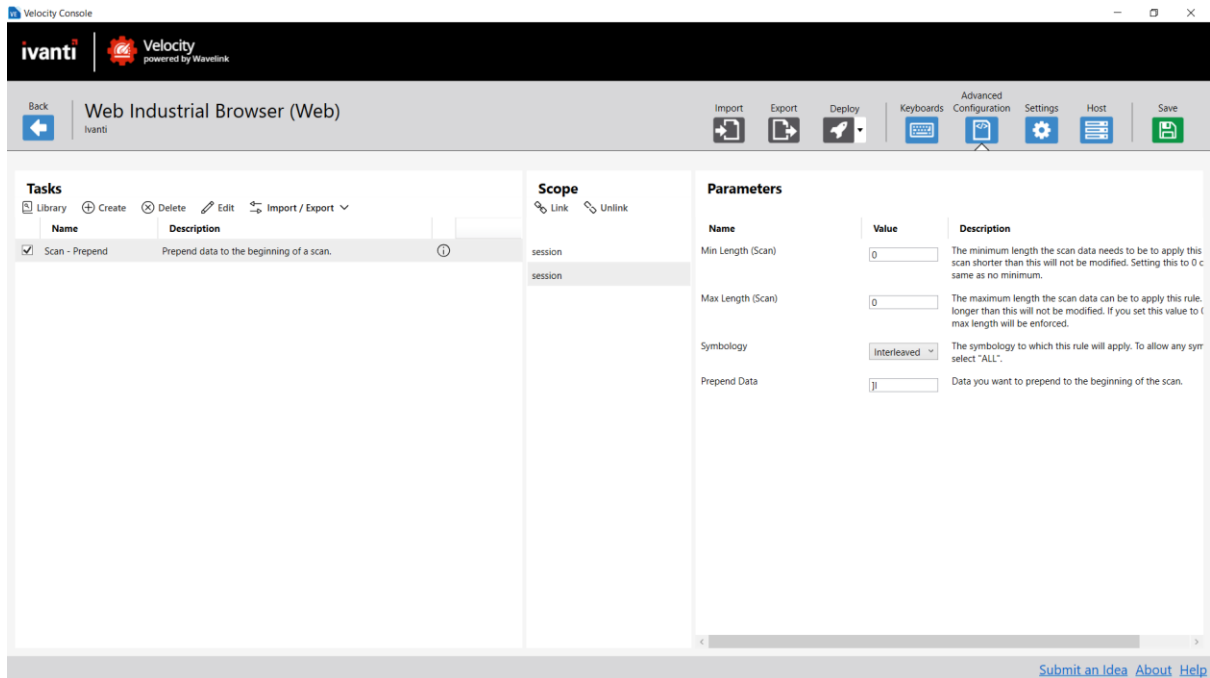 Velocity Console
ivanti
Velocity
powered by Wavelink
Back
Web Industrial Browser (Web)
Ivanti
Import
Export
Deploy
Keyboards
Advanced
Configuration
Settings
Host
Save
Tasks
Library Create Delete Edit Import / Export
Name Description
Scan - Prepend Prepend data to the beginning of a scan.
Scope
Link Unlink
session
session
Parameters
Name Value Description
Min Length (Scan) 0 The minimum length the scan data needs to be to apply this
scan shorter than this will not be modified. Setting this to 0 c
same as no minimum.
Max Length (Scan) 0 The maximum length the scan data can be to apply this rule.
longer than this will not be modified. If you set this value to
max length will be enforced.
Symbology Interleaved The symbology to which this rule will apply. To allow any sym
select "ALL".
Prepend Data Data you want to prepend to the beginning of the scan.
Submit an Idea About Help